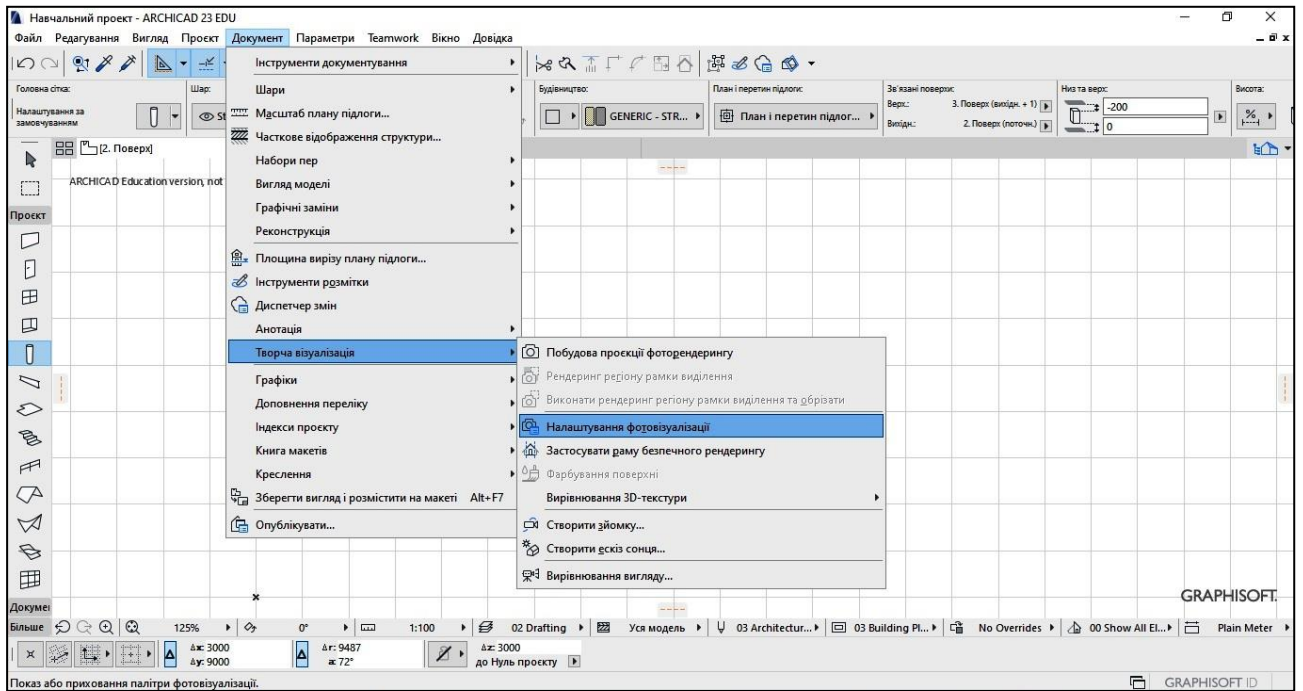 Навчальний проект - ARCHICAD 23 EDU
Файл Редагування Вигляд Проєкт Документ Параметри Teamwork Вікно Довідка
Головна сітка:
Шар:
Будівництво:
План і перетин підлоги:
Зв'язані поверхи:
Низ та верх:
Висота:
Налаштування за замовчуванням
GENERIC - STR...
План і перетин підлог...
Верх.: 3. Поверх (вихідн. + 1)
Вихідн.: 2. Поверх (поточн.)
-200
0
[2. Поверх]
ARCHICAD Education version, not
Проєкт
Інструменти документування
Шари
Масштаб плану підлоги...
Часткове відображення структури...
Набори пер
Вигляд моделі
Графічні заміни
Реконструкція
Площина вирізу плану підлоги...
Інструменти розмітки
Диспетчер змін
Анотація
Творча візуалізація
Графіки
Доповнення переліку
Індекси проєкту
Книга макетів
Креслення
Зберегти вигляд і розмістити на макеті Alt+F7
Опублікувати...
Побудова проєкції фоторендерингу
Рендеринг регіону рамки виділення
Виконати рендеринг регіону рамки виділення та обрізати
Налаштування фотовізуалізації
Застосувати раму безпечного рендерингу
Фарбування поверхні
Вирівнювання 3D-текстури
Створити зйомку...
Створити ескіз сонця...
Вирівнювання вигляду...
GRAPHISOFT.
Докумеі
Більше 125% 0° 1:100 02 Drafting Уся модель 03 Architectur... 03 Building Pl... No Overrides 00 Show All El... Plain Meter
Δx: 3000 Δr: 9487 Δz: 3000
Δy: 9000 α: 72° до Нуль проєкту
Показ або приховання палітри фотовізуалізації.
GRAPHISOFT ID